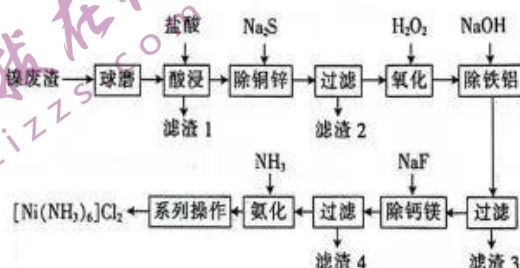 盐酸 Na₂S H₂O₂ NaOH
镍废渣 球磨 酸浸 除铜锌 过滤 氧化 除铁铝
滤渣 1 滤渣 2
NH₃ NaF
[Ni(NH₃)₆]Cl₂ 系列操作 氨化 过滤 除钙镁 过滤
滤渣 4 滤渣 3